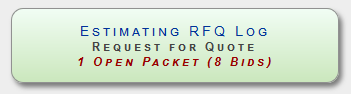 Estimating RFQ Log
Request for Quote
1 Open Packet (8 Bids)